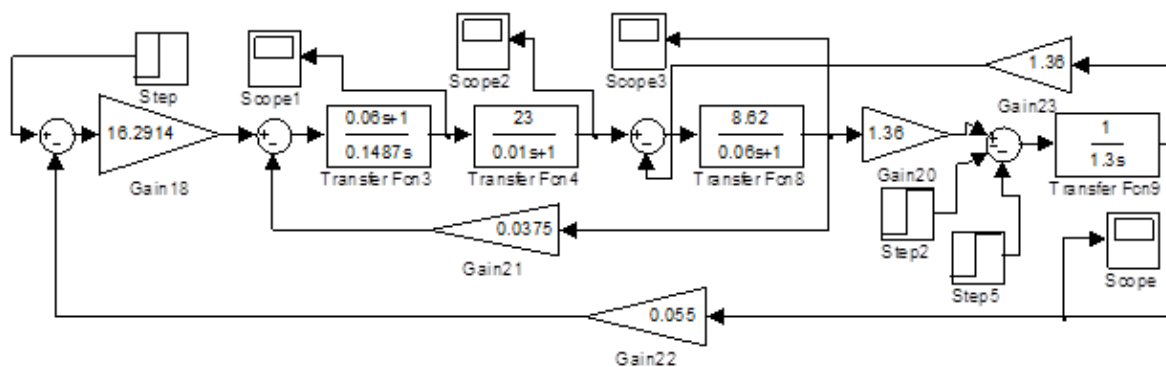 Step
Scope1
Scope2
Scope3
1.36
Gain23
16.2914
Gain18
0.06s+1
0.1487s
Transfer Fcn3
23
0.01s+1
Transfer Fcn4
8.62
0.06s+1
Transfer Fcn8
1.36
Gain20
1
1.3s
Transfer Fcn9
0.0375
Gain21
Step2
Step5
Scope
0.055
Gain22